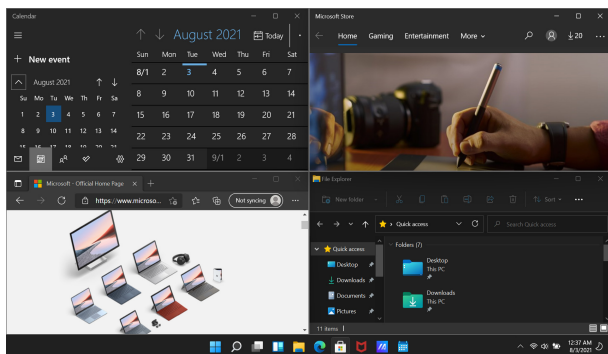 Calendar
August 2021
Today
New event
Sun Mon Tue Wed Thu Fri Sat
8/1 2 3 4 5 6 7
8 9 10 11 12 13 14
15 16 17 18 19 20 21
22 23 24 25 26 27 28
29 30 31 9/1 2 3 4
August 2021
Su Mo Tu We Th Fr Sa
1 2 3 4 5 6 7
8 9 10 11 12 13 14
Microsoft Store
Home Gaming Entertainment More
20
Microsoft - Official Home Page
https://www.microso...
Not syncing
File Explorer
New folder
Sort
Quick access
Search Quick access
Quick access
Desktop
Downloads
Documents
Pictures
Folders (7)
Desktop
This PC
Downloads
This PC
11 items
12:37 AM
8/3/2021